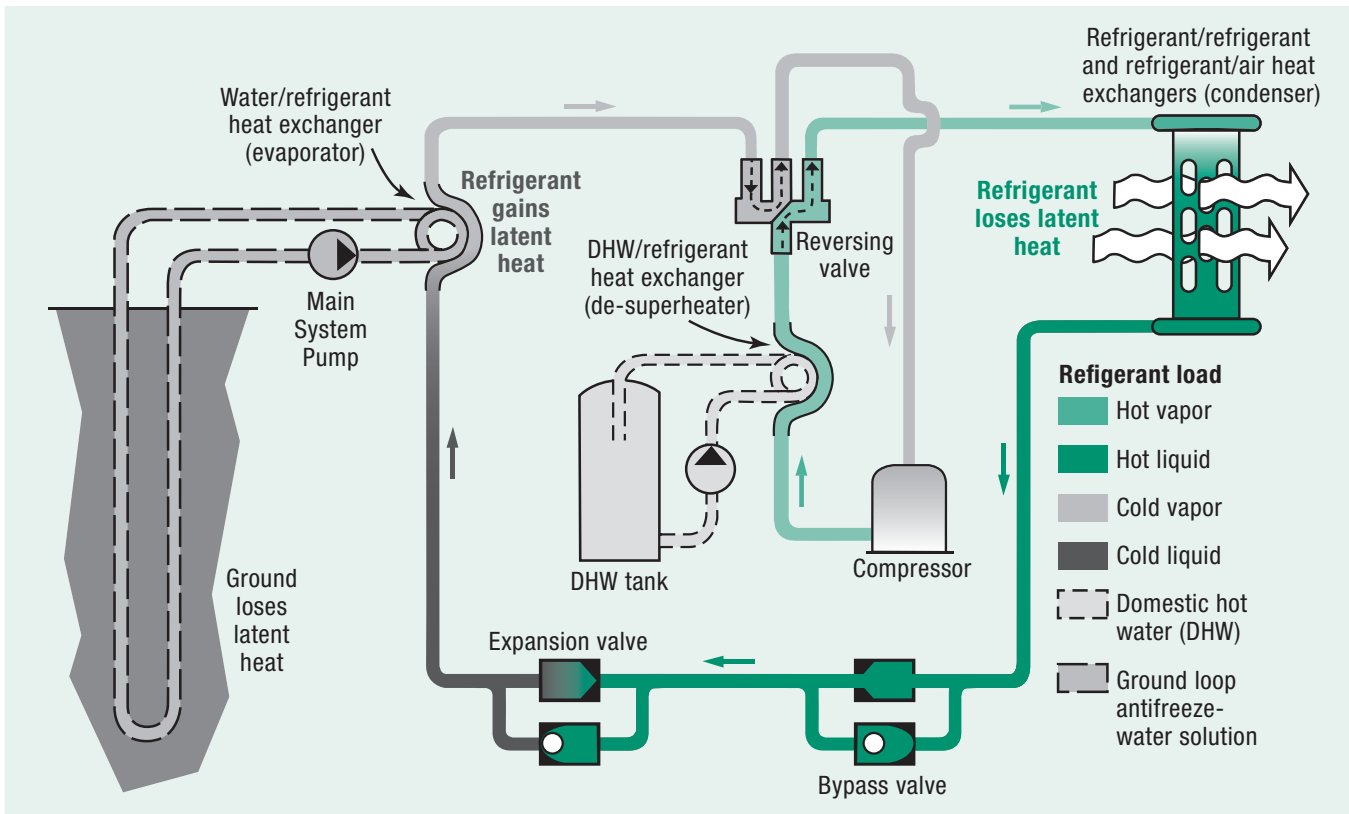 Refrigerant/refrigerant
and refrigerant/air heat
exchangers (condenser)
Water/refrigerant
heat exchanger
(evaporator)
Refrigerant
gains
latent
heat
Refrigerant
loses latent
heat
Reversing
valve
DHW/refrigerant
heat exchanger
(de-superheater)
Main
System
Pump
Ground
loses
latent
heat
DHW tank
Compressor
Expansion valve
Bypass valve
Refigerant load
Hot vapor
Hot liquid
Cold vapor
Cold liquid
Domestic hot
water (DHW)
Ground loop
antifreeze-
water solution